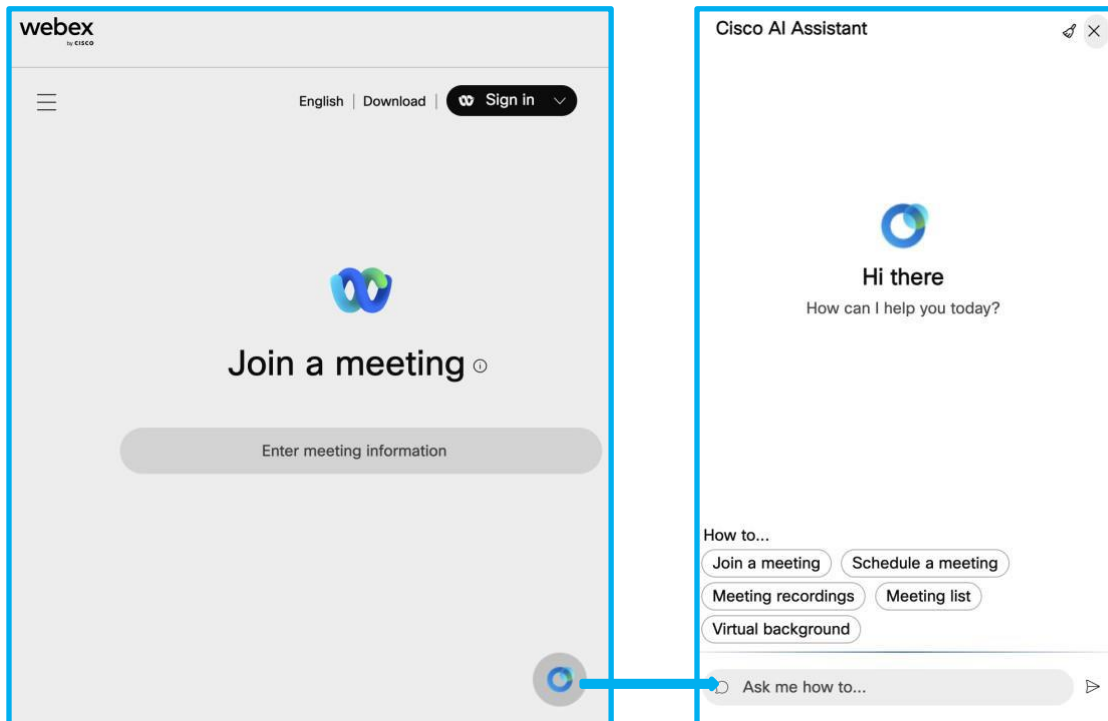 webex
by CISCO
English | Download | Sign in
Join a meeting
Enter meeting information
Cisco AI Assistant
Hi there
How can I help you today?
How to...
Join a meeting Schedule a meeting
Meeting recordings Meeting list
Virtual background
Ask me how to...